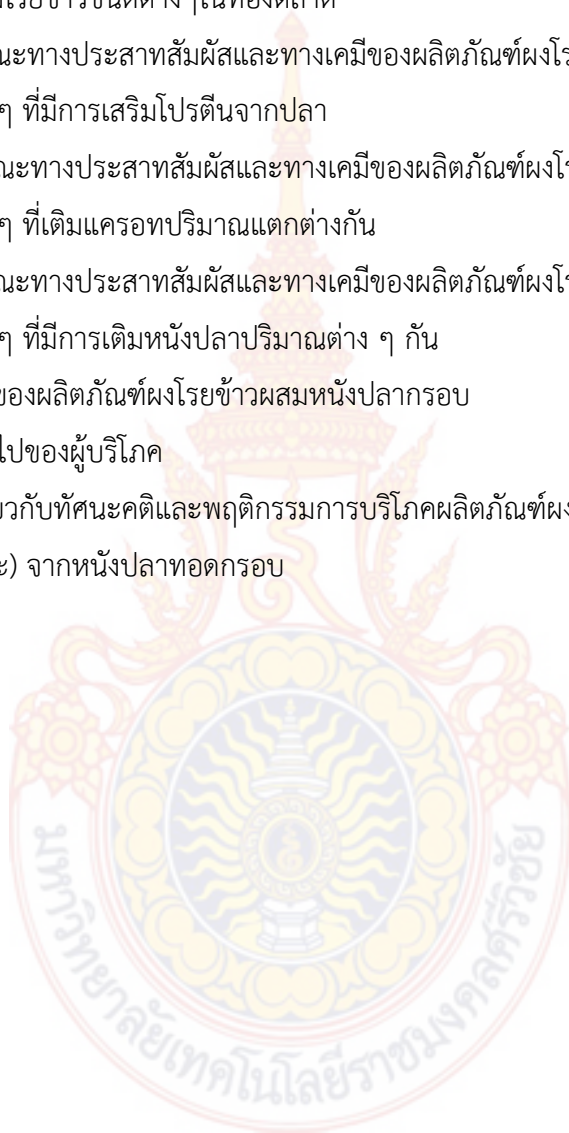 ณะทางประสาทสัมผัสและทางเคมีของผลิตภัณฑ์ผงโร
ๆ ที่มีการเสริมโปรตีนจากปลา
ณะทางประสาทสัมผัสและทางเคมีของผลิตภัณฑ์ผงโร
ๆ ที่เติมแครอทปริมาณแตกต่างกัน
ณะทางประสาทสัมผัสและทางเคมีของผลิตภัณฑ์ผงโร
ๆ ที่มีการเติมหนังปลาปริมาณต่าง ๆ กัน
ของผลิตภัณฑ์ผงโรยข้าวผสมหนังปลากรอบ
ไปของผู้บริโภค
ยวกับทัศนะคติและพฤติกรรมการบริโภคผลิตภัณฑ์ผง
ะ) จากหนังปลาทอดกรอบ
มหาวิทยาลัยเทคโนโลยีราชมงคลศรีวิชัย